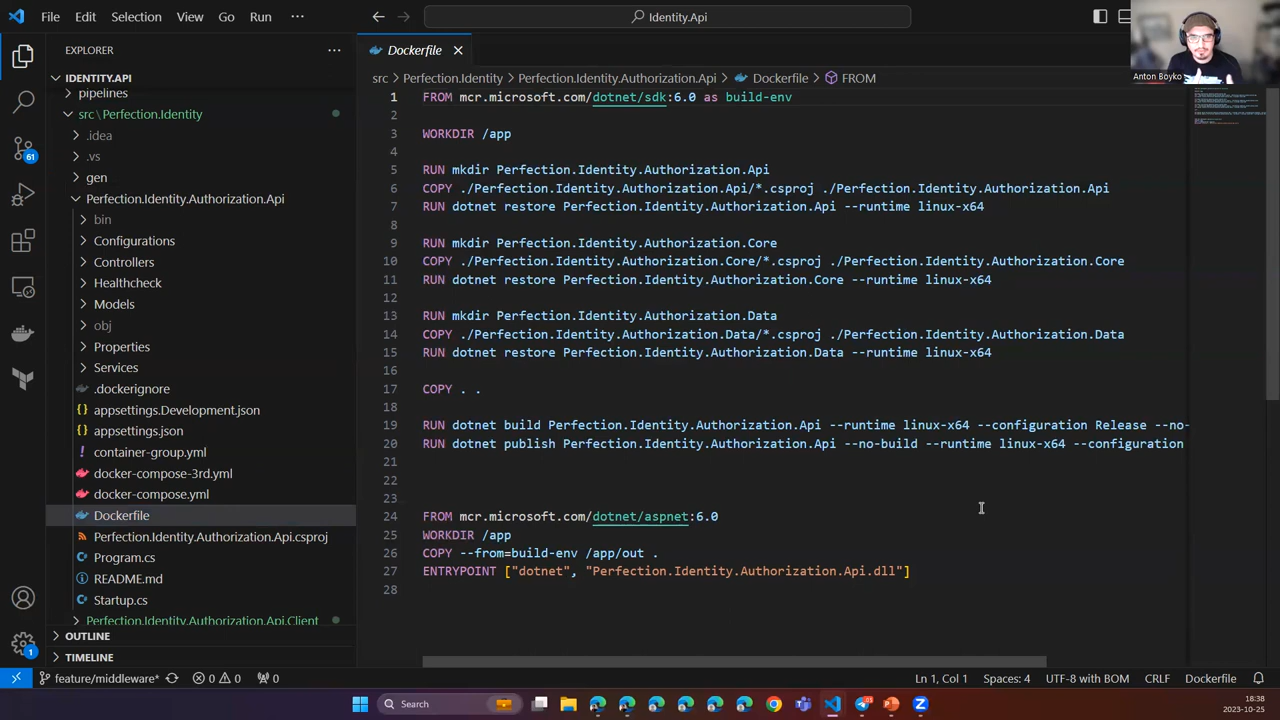 File Edit Selection View Go Run ···
Identity.Api
Anton Boyko
EXPLORER
IDENTITY.API
pipelines
src \ Perfection.Identity
.idea
.vs
gen
Perfection.Identity.Authorization.Api
bin
Configurations
Controllers
Healthcheck
Models
obj
Properties
Services
.dockerignore
appsettings.Development.json
appsettings.json
container-group.yml
docker-compose-3rd.yml
docker-compose.yml
Dockerfile
Perfection.Identity.Authorization.Api.csproj
Program.cs
README.md
Startup.cs
Perfection.Identity.Authorization.Api.Client
OUTLINE
TIMELINE
61
1
Dockerfile
src > Perfection.Identity > Perfection.Identity.Authorization.Api > Dockerfile > FROM
1 FROM mcr.microsoft.com/dotnet/sdk:6.0 as build-env
2
3 WORKDIR /app
4
5 RUN mkdir Perfection.Identity.Authorization.Api
6 COPY ./Perfection.Identity.Authorization.Api/*.csproj ./Perfection.Identity.Authorization.Api
7 RUN dotnet restore Perfection.Identity.Authorization.Api --runtime linux-x64
8
9 RUN mkdir Perfection.Identity.Authorization.Core
10 COPY ./Perfection.Identity.Authorization.Core/*.csproj ./Perfection.Identity.Authorization.Core
11 RUN dotnet restore Perfection.Identity.Authorization.Core --runtime linux-x64
12
13 RUN mkdir Perfection.Identity.Authorization.Data
14 COPY ./Perfection.Identity.Authorization.Data/*.csproj ./Perfection.Identity.Authorization.Data
15 RUN dotnet restore Perfection.Identity.Authorization.Data --runtime linux-x64
16
17 COPY . .
18
19 RUN dotnet build Perfection.Identity.Authorization.Api --runtime linux-x64 --configuration Release --no-
20 RUN dotnet publish Perfection.Identity.Authorization.Api --no-build --runtime linux-x64 --configuration
21
22
23
24 FROM mcr.microsoft.com/dotnet/aspnet:6.0
25 WORKDIR /app
26 COPY --from=build-env /app/out .
27 ENTRYPOINT ["dotnet", "Perfection.Identity.Authorization.Api.dll"]
28
feature/middleware* 0 0 0 Ln 1, Col 1 Spaces: 4 UTF-8 with BOM CRLF Dockerfile
Search
18:38
2023-10-25